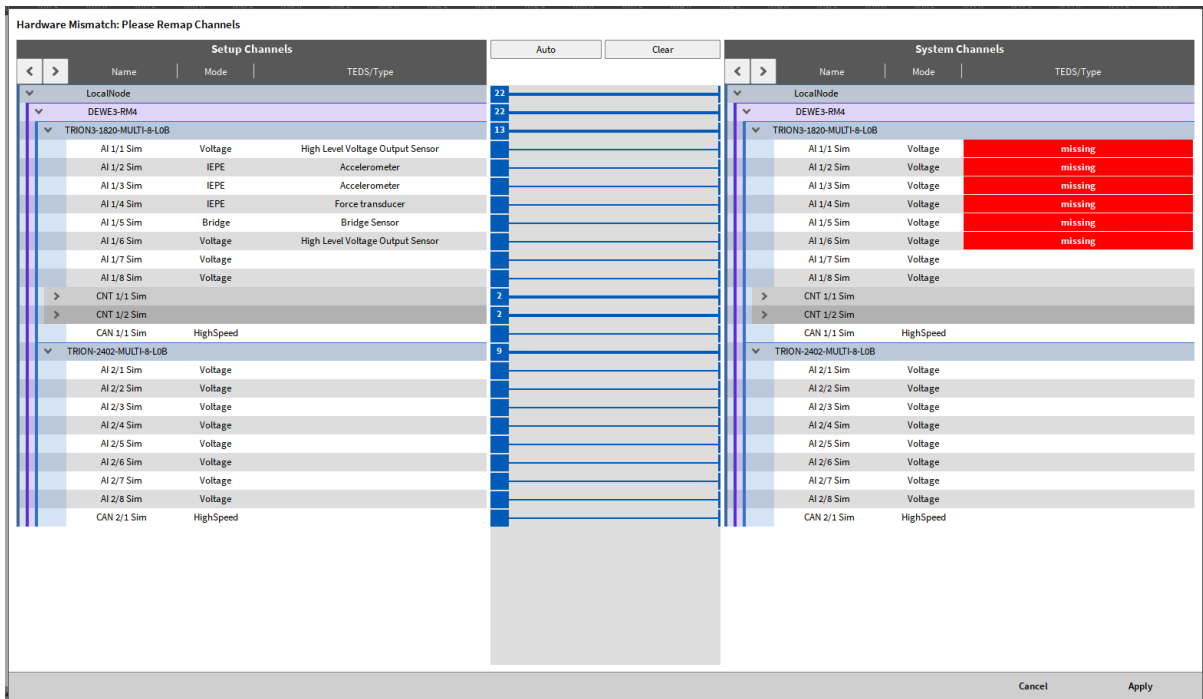 Hardware Mismatch: Please Remap Channels
Setup Channels Auto Clear System Channels
Name Mode TEDS/Type Name Mode TEDS/Type
LocalNode 22 LocalNode
DEWE3-RM4 22 DEWE3-RM4
TRION3-1820-MULTI-8-L0B 13 TRION3-1820-MULTI-8-L0B
AI 1/1 Sim Voltage High Level Voltage Output Sensor AI 1/1 Sim Voltage missing
AI 1/2 Sim IEPE Accelerometer AI 1/2 Sim Voltage missing
AI 1/3 Sim IEPE Accelerometer AI 1/3 Sim Voltage missing
AI 1/4 Sim IEPE Force transducer AI 1/4 Sim Voltage missing
AI 1/5 Sim Bridge Bridge Sensor AI 1/5 Sim Voltage missing
AI 1/6 Sim Voltage High Level Voltage Output Sensor AI 1/6 Sim Voltage missing
AI 1/7 Sim Voltage AI 1/7 Sim Voltage
AI 1/8 Sim Voltage AI 1/8 Sim Voltage
CNT 1/1 Sim 2 CNT 1/1 Sim
CNT 1/2 Sim 2 CNT 1/2 Sim
CAN 1/1 Sim HighSpeed CAN 1/1 Sim HighSpeed
TRION-2402-MULTI-8-L0B 9 TRION-2402-MULTI-8-L0B
AI 2/1 Sim Voltage AI 2/1 Sim Voltage
AI 2/2 Sim Voltage AI 2/2 Sim Voltage
AI 2/3 Sim Voltage AI 2/3 Sim Voltage
AI 2/4 Sim Voltage AI 2/4 Sim Voltage
AI 2/5 Sim Voltage AI 2/5 Sim Voltage
AI 2/6 Sim Voltage AI 2/6 Sim Voltage
AI 2/7 Sim Voltage AI 2/7 Sim Voltage
AI 2/8 Sim Voltage AI 2/8 Sim Voltage
CAN 2/1 Sim HighSpeed CAN 2/1 Sim HighSpeed
Cancel Apply